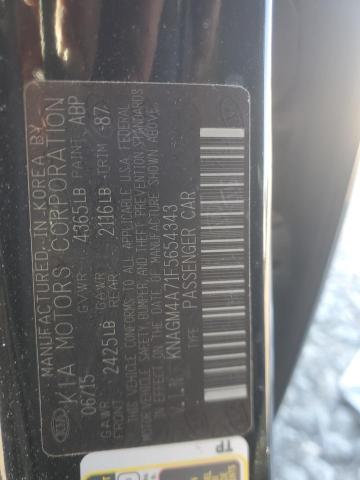 MANUFACTURED IN KOREA BY
KIA KIA MOTORS CORPORATION
06/15 GVWR 4365LB PAINT ABP
GAWR FRONT 2425LB GAWR REAR 2116LB TRIM -87
THIS VEHICLE CONFORMS TO ALL APPLICABLE U.S.A. FEDERAL
MOTOR VEHICLE SAFETY, BUMPER, AND THEFT PREVENTION STANDARDS
IN EFFECT ON THE DATE OF MANUFACTURE SHOWN ABOVE.
V.I.N KNAGM4A71F5654343
TYPE: PASSENGER CAR
TP